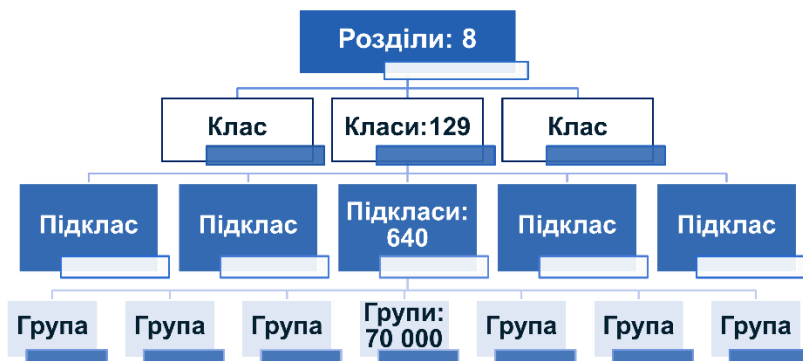 Розділи: 8
Клас
Класи:129
Клас
Підклас
Підклас
Підкласи:
640
Підклас
Підклас
Група
Група
Група
Групи:
70 000
Група
Група
Група